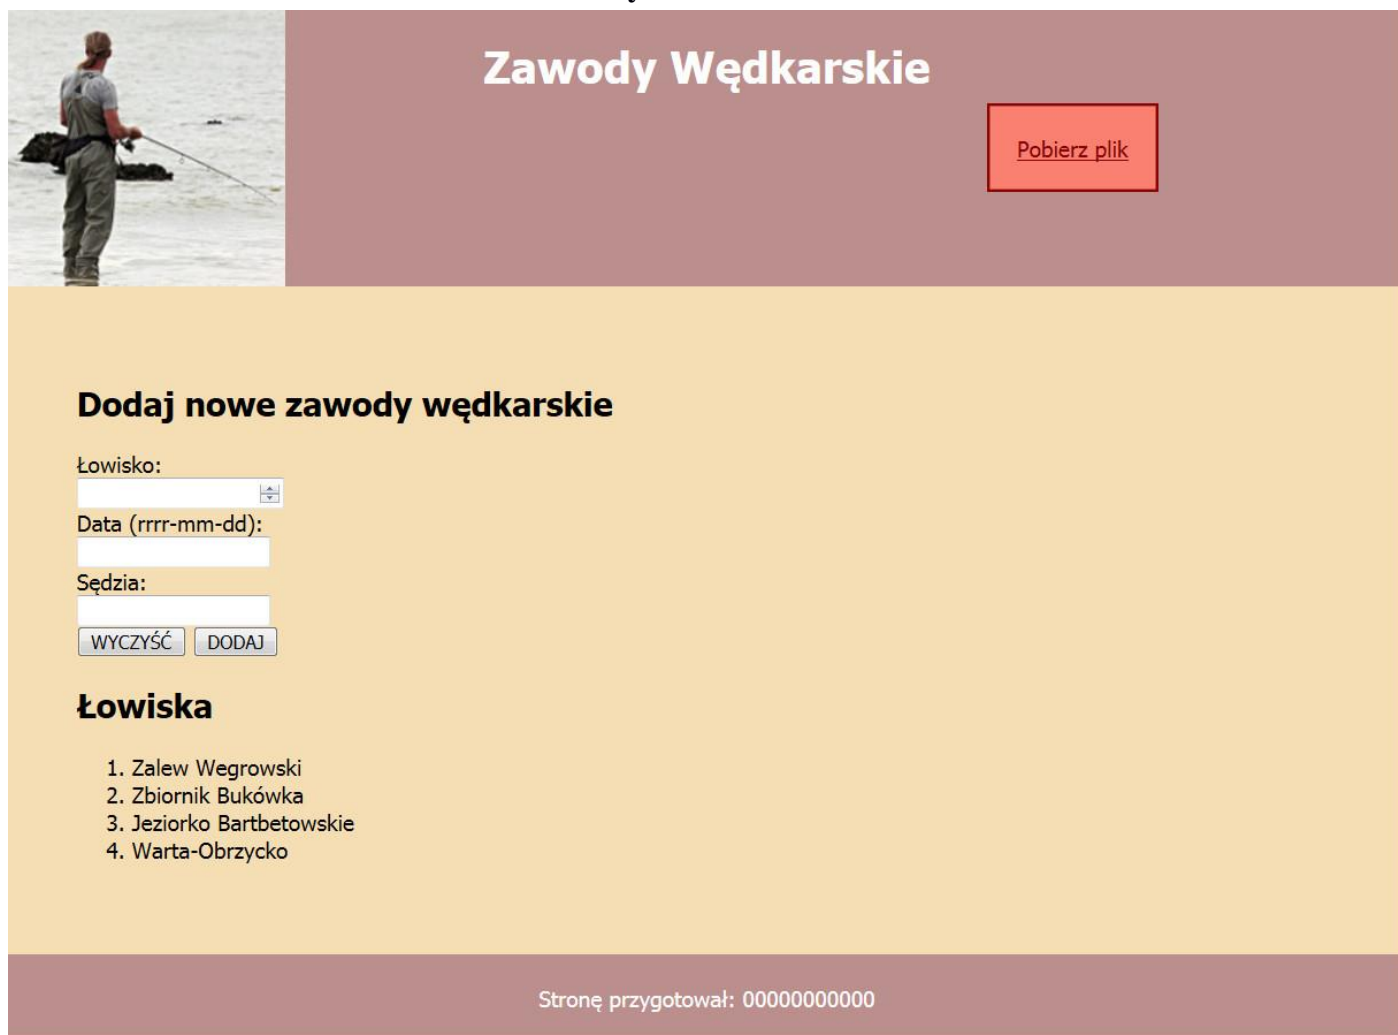 Zawody Wędkarskie
Pobierz plik
Dodaj nowe zawody wędkarskie
Łowisko:
Data (rrrr-mm-dd):
Sędzia:
WYCZYŚĆ DODAJ
Łowiska
1. Zalew Wegrowski
2. Zbiornik Bukówka
3. Jeziorko Bartbetowskie
4. Warta-Obrzycko
Stronę przygotował: 00000000000